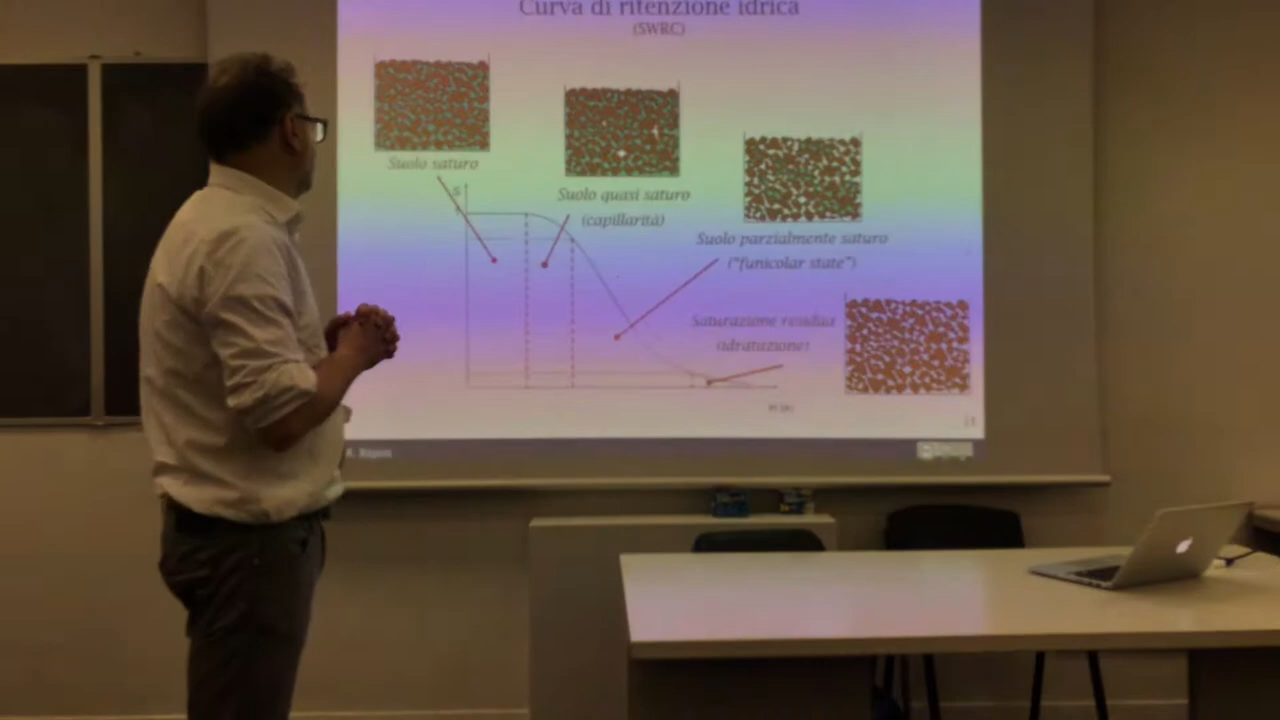 Curva di ritenzione idrica
(SWRC)
Suolo saturo
S
Suolo quasi saturo
(capillarità)
Suolo parzialmente saturo
("funicolar state")
Saturazione residua
(idratazione)